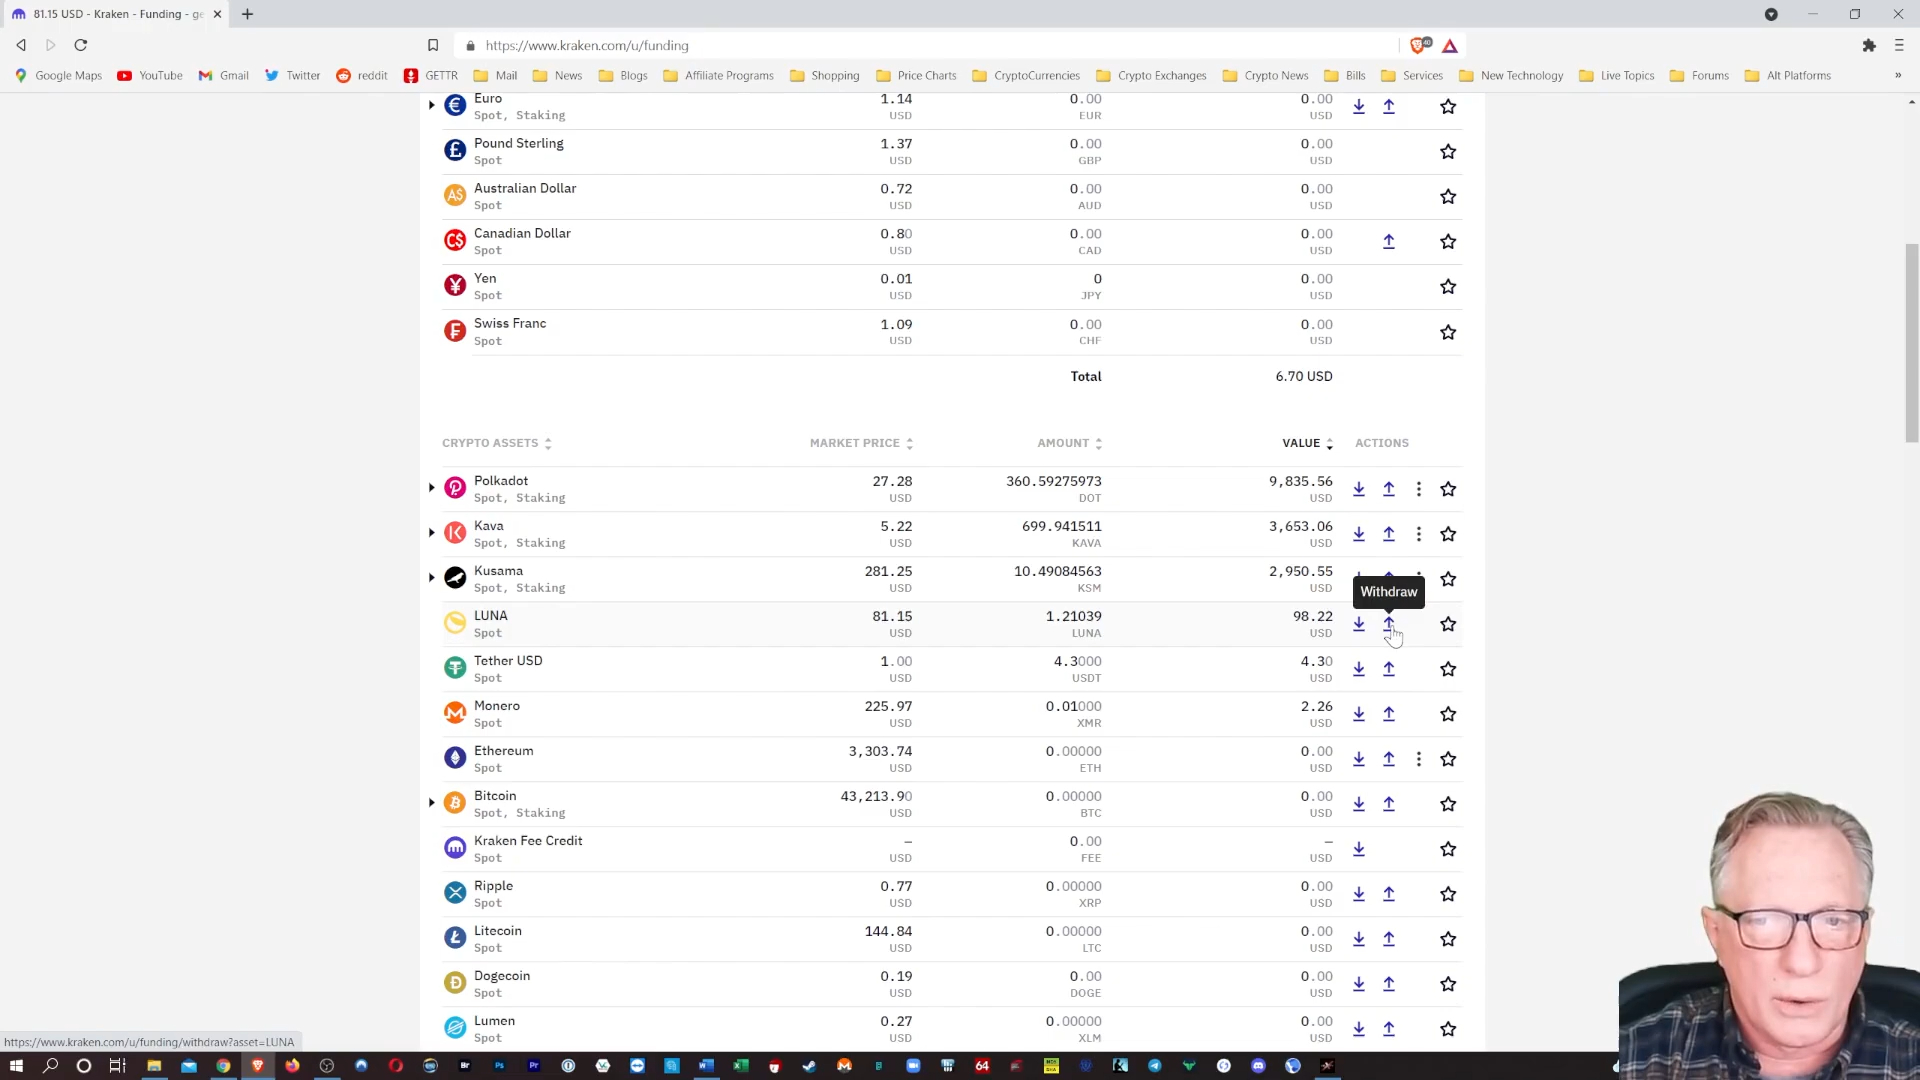 81.15 USD - Kraken - Funding - ge
https://www.kraken.com/u/funding
Google Maps YouTube Gmail Twitter reddit GETTR Mail News Blogs Affiliate Programs Shopping Price Charts CryptoCurrencies Crypto Exchanges Crypto News Bills Services New Technology Live Topics Forums Alt Platforms »
Euro 1.14 0.00 0.00
Spot, Staking USD EUR USD
Pound Sterling 1.37 0.00 0.00
Spot USD GBP USD
Australian Dollar 0.72 0.00 0.00
Spot USD AUD USD
Canadian Dollar 0.80 0.00 0.00
Spot USD CAD USD
Yen 0.01 0 0.00
Spot USD JPY USD
Swiss Franc 1.09 0.00 0.00
Spot USD CHF USD
Total 6.70 USD
CRYPTO ASSETS MARKET PRICE AMOUNT VALUE ACTIONS
Polkadot 27.28 360.59275973 9,835.56
Spot, Staking USD DOT USD
Kava 5.22 699.941511 3,653.06
Spot, Staking USD KAVA USD
Kusama 281.25 10.49084563 2,950.55
Spot, Staking USD KSM USD
Withdraw
LUNA 81.15 1.21039 98.22
Spot USD LUNA USD
Tether USD 1.00 4.3000 4.30
Spot USD USDT USD
Monero 225.97 0.01000 2.26
Spot USD XMR USD
Ethereum 3,303.74 0.00000 0.00
Spot USD ETH USD
Bitcoin 43,213.90 0.00000 0.00
Spot, Staking USD BTC USD
Kraken Fee Credit – 0.00 –
Spot USD FEE USD
Ripple 0.77 0.00000 0.00
Spot USD XRP USD
Litecoin 144.84 0.00000 0.00
Spot USD LTC USD
Dogecoin 0.19 0.00 0.00
Spot USD DOGE USD
Lumen 0.27 0.00000 0.00
Spot USD XLM USD
https://www.kraken.com/u/funding/withdraw?asset=LUNA